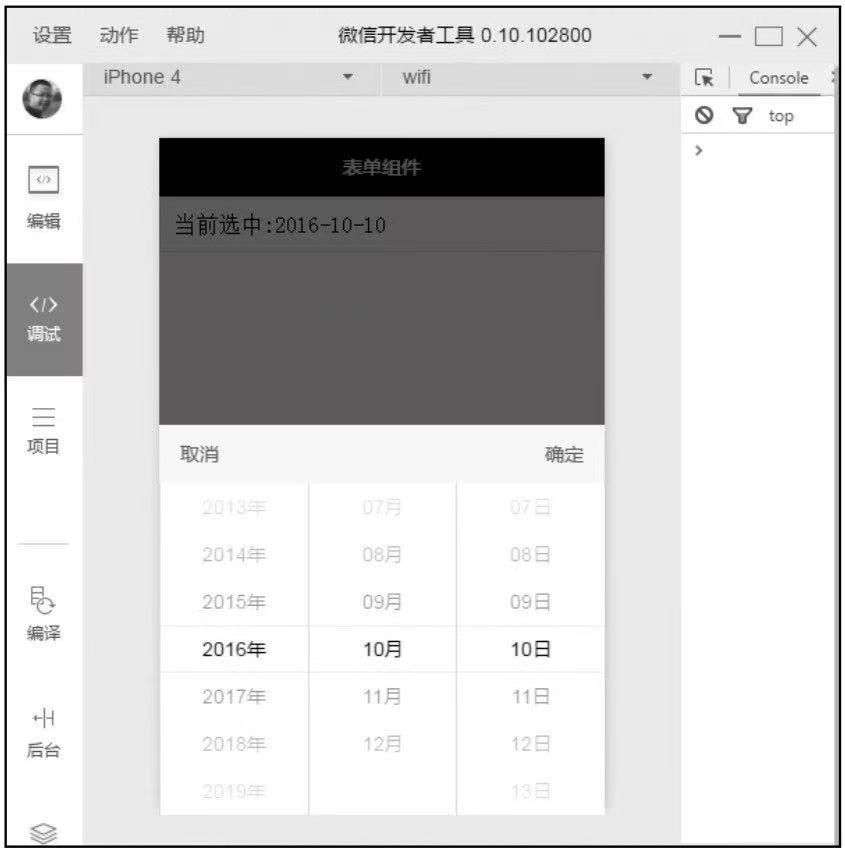 设置 动作 帮助 微信开发者工具 0.10.102800
iPhone 4 wifi Console
top
编辑
调试
项目
编译
后台
表单组件
当前选中:2016-10-10
取消 确定
2013年 07月 07日
2014年 08月 08日
2015年 09月 09日
2016年 10月 10日
2017年 11月 11日
2018年 12月 12日
2019年 13日